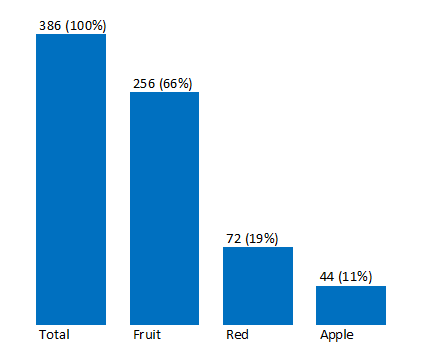 386 (100%)
256 (66%)
72 (19%)
44 (11%)
Total
Fruit
Red
Apple